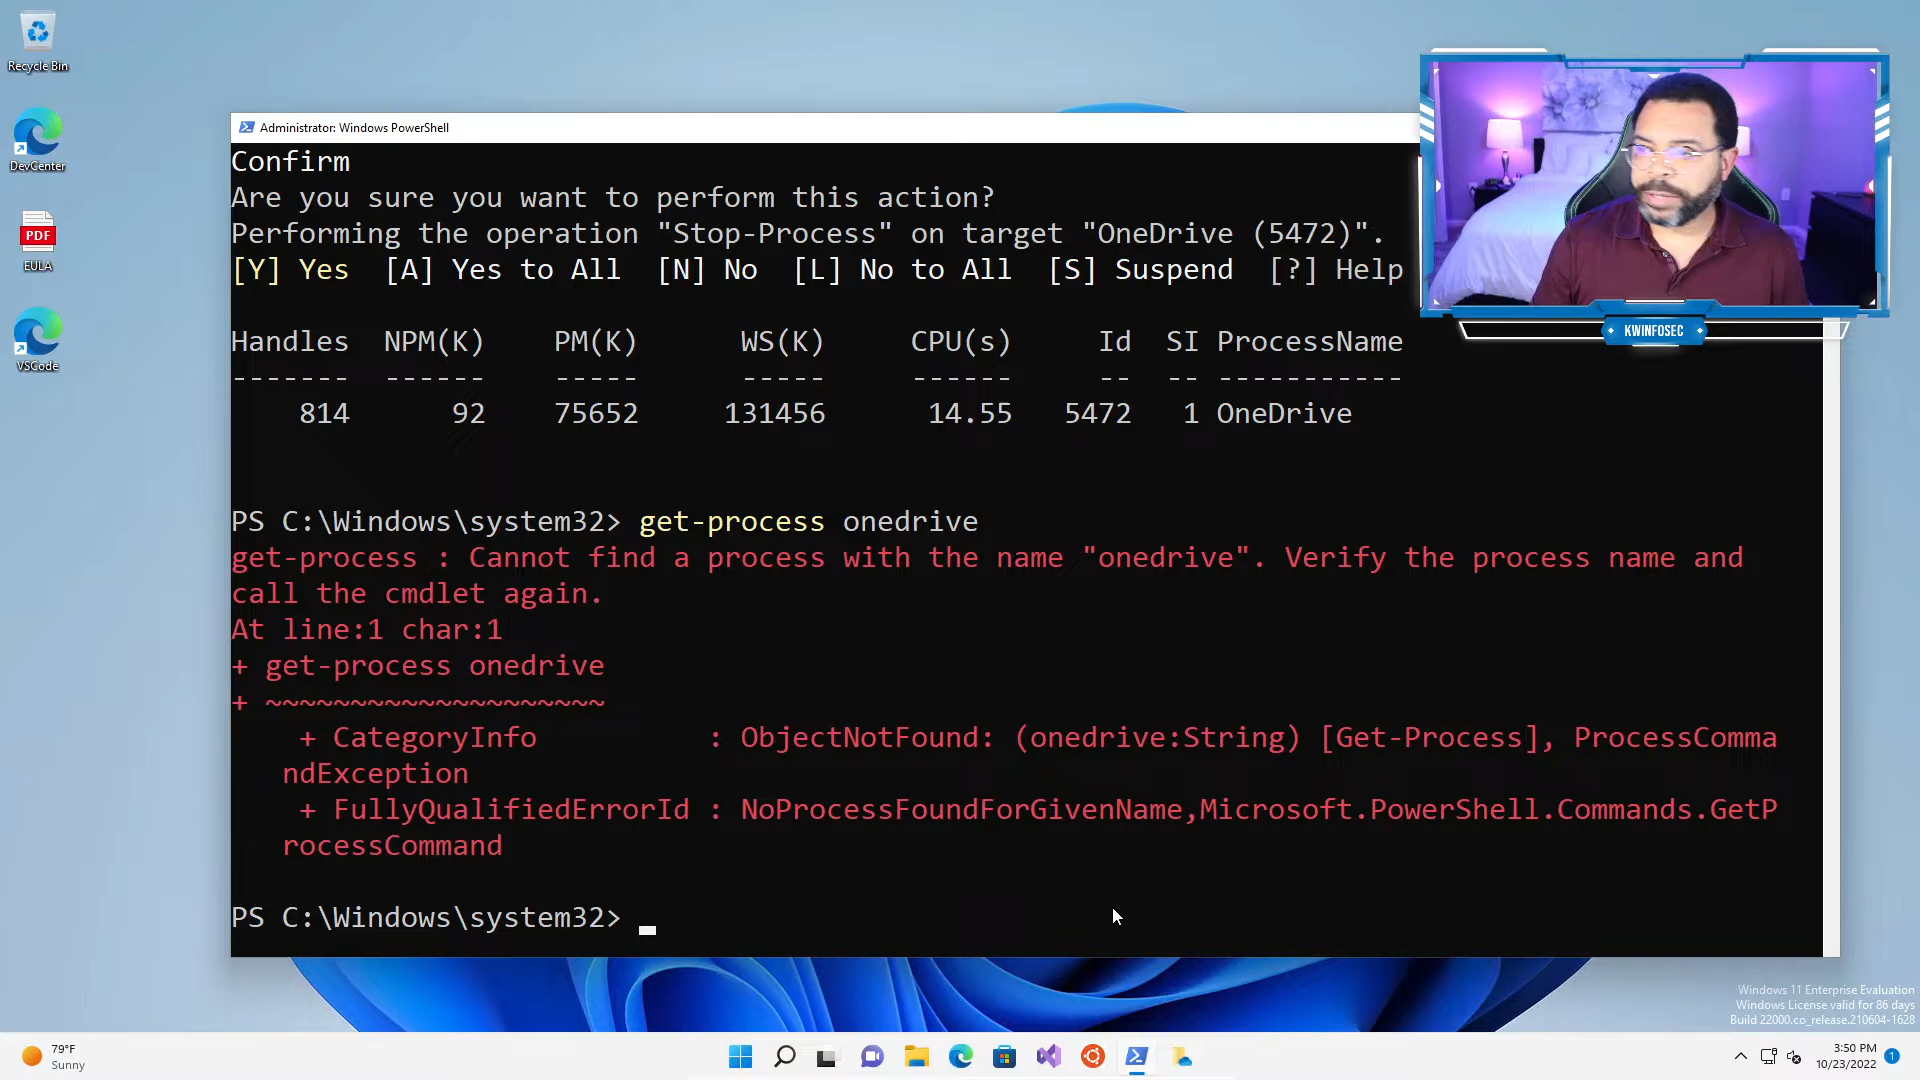 Recycle Bin
DevCenter
PDF
EULA
VSCode
Administrator: Windows PowerShell
Confirm
Are you sure you want to perform this action?
Performing the operation "Stop-Process" on target "OneDrive (5472)".
[Y] Yes  [A] Yes to All  [N] No  [L] No to All  [S] Suspend  [?] Help
Handles  NPM(K)    PM(K)      WS(K)     CPU(s)     Id  SI ProcessName
-------  ------    -----      -----     ------     --  -- -----------
    814      92    75652     131456      14.55   5472   1 OneDrive
PS C:\Windows\system32> get-process onedrive
get-process : Cannot find a process with the name "onedrive". Verify the process name and
call the cmdlet again.
At line:1 char:1
+ get-process onedrive
+ ~~~~~~~~~~~~~~~~~~~~
    + CategoryInfo          : ObjectNotFound: (onedrive:String) [Get-Process], ProcessComma
   ndException
    + FullyQualifiedErrorId : NoProcessFoundForGivenName,Microsoft.PowerShell.Commands.GetP
   rocessCommand
PS C:\Windows\system32>
KWINFOSEC
Windows 11 Enterprise Evaluation
Windows License valid for 86 days
Build 22000.co_release.210604-1628
79°F
Sunny
3:50 PM
10/23/2022
1